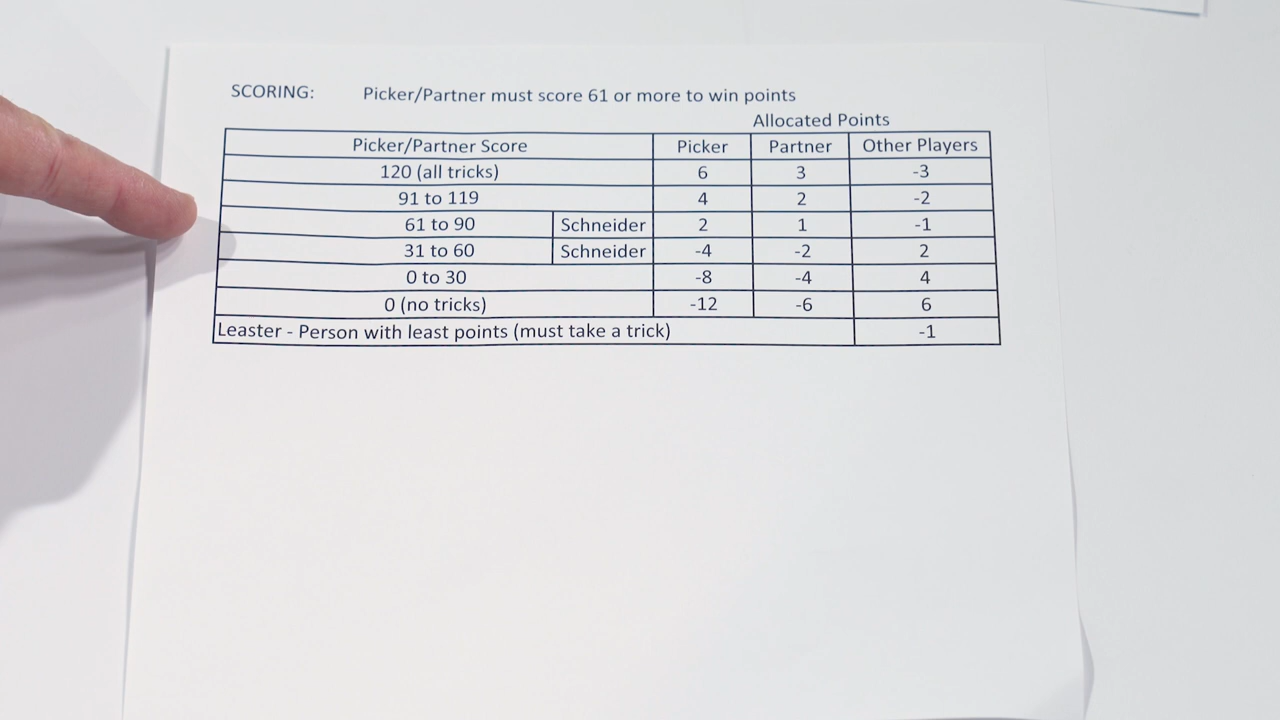 SCORING: Picker/Partner must score 61 or more to win points
Allocated Points
Picker/Partner Score Picker Partner Other Players
120 (all tricks) 6 3 -3
91 to 119 4 2 -2
61 to 90 Schneider 2 1 -1
31 to 60 Schneider -4 -2 2
0 to 30 -8 -4 4
0 (no tricks) -12 -6 6
Leaster - Person with least points (must take a trick) -1